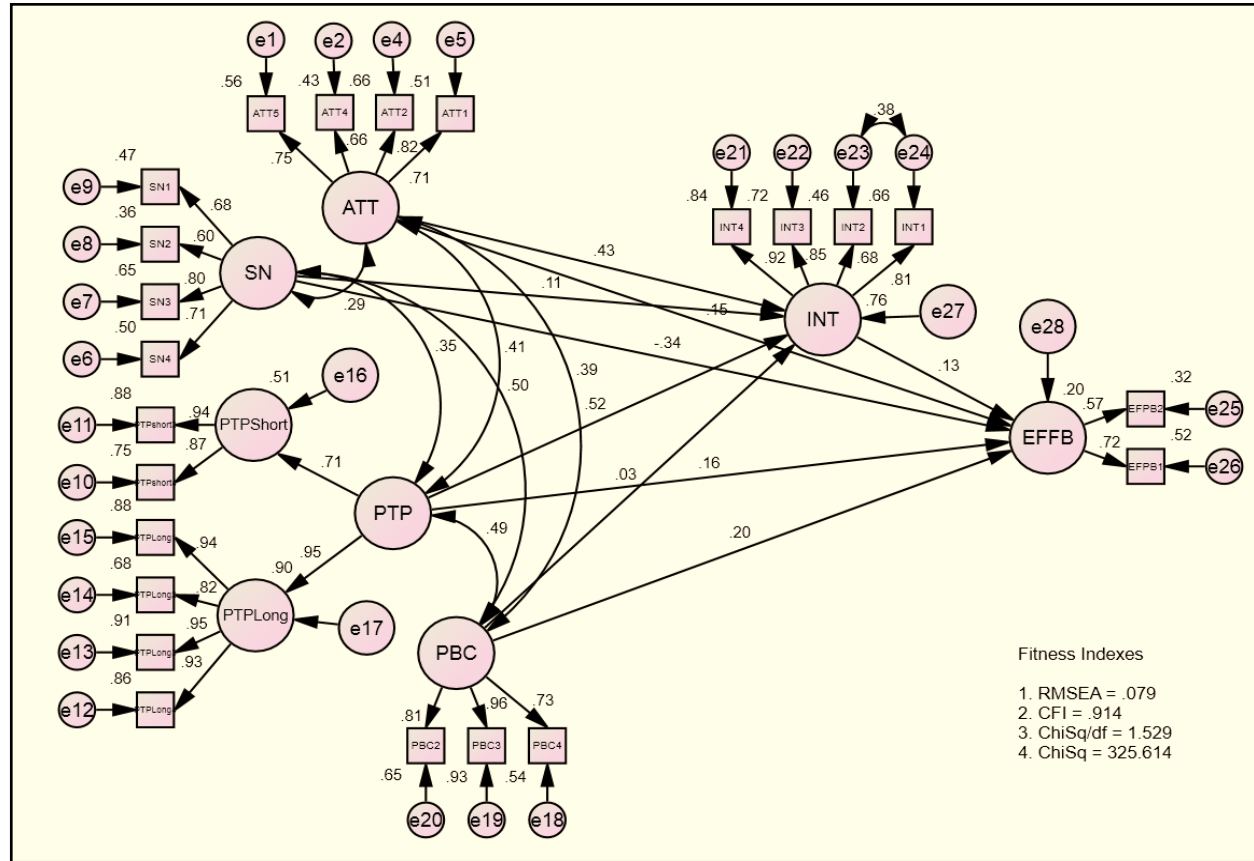 e1 e2 e4 e5
.56 .43 .66 .51
ATT5 ATT4 ATT2 ATT1
.75 .66 .82 .71
ATT
.38
e21 e22 e23 e24
.84 .72 .46 .66
INT4 INT3 INT2 INT1
.92 .85 .68 .81
INT
.76
e27
.47
e9 SN1 .68
.36
e8 SN2 .60
.65
e7 SN3 .80
.50
e6 SN4 .71
SN
.29
.43
.11
.15
-.34
.35
.41
.50
.39
.52
.13
e28
.20
EFFB
.57 EFPB2 .32 e25
.72 EFPB1 .52 e26
.51 e16
.88
e11 PTPshort .94
PTPShort
.75
e10 PTPshort .87
.71
PTP
.03 .16
.49
.20
.95
.90
.88
e15 PTPLong .94
.68
e14 PTPLong .82
PTPLong
e17
.91
e13 PTPLong .95
.86
e12 PTPLong .93
PBC
.81 .96 .73
PBC2 PBC3 PBC4
.65 .93 .54
e20 e19 e18
Fitness Indexes
1. RMSEA = .079
2. CFI = .914
3. ChiSq/df = 1.529
4. ChiSq = 325.614